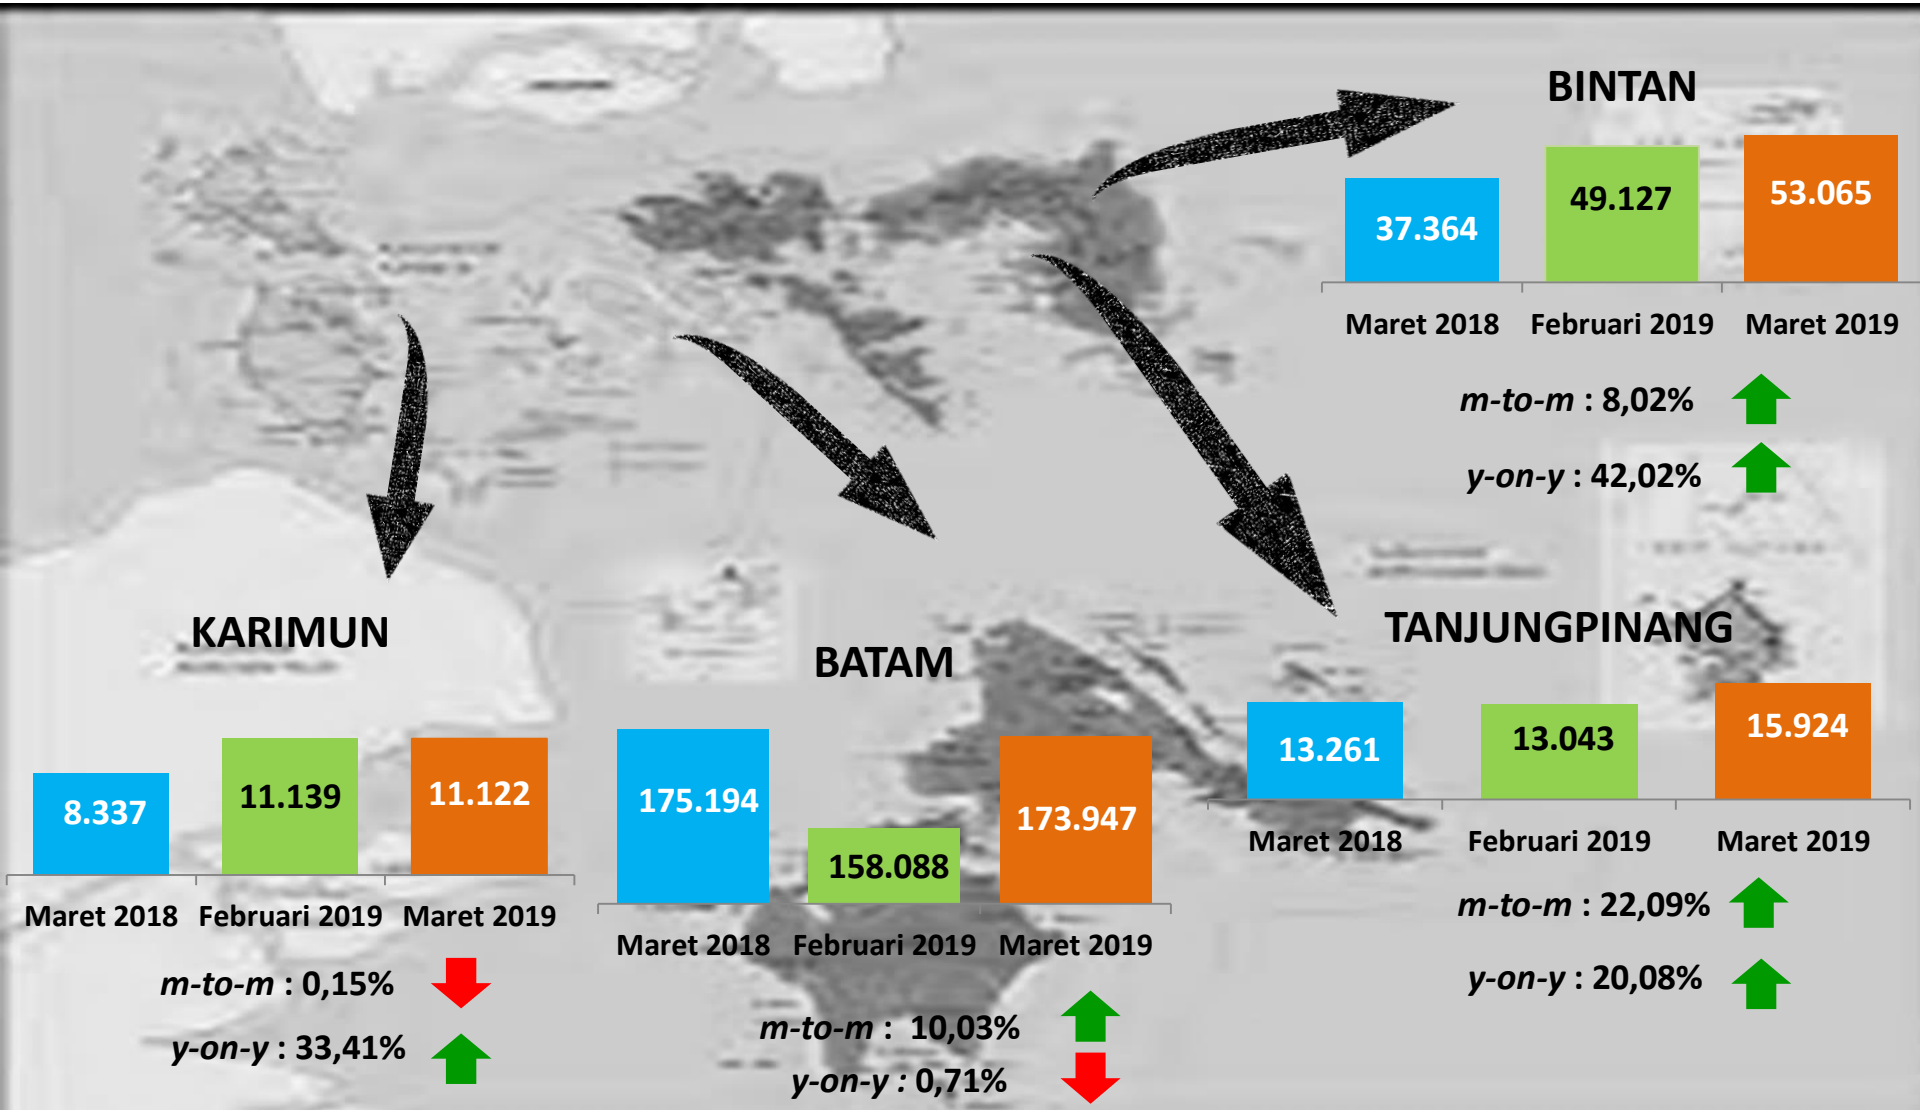 BINTAN
37.364
49.127
53.065
Maret 2018 Februari 2019 Maret 2019
m-to-m : 8,02%
y-on-y : 42,02%
KARIMUN
8.337
11.139
11.122
Maret 2018 Februari 2019 Maret 2019
m-to-m : 0,15%
y-on-y : 33,41%
BATAM
175.194
158.088
173.947
Maret 2018 Februari 2019 Maret 2019
m-to-m : 10,03%
y-on-y : 0,71%
TANJUNGPINANG
13.261
13.043
15.924
Maret 2018 Februari 2019 Maret 2019
m-to-m : 22,09%
y-on-y : 20,08%